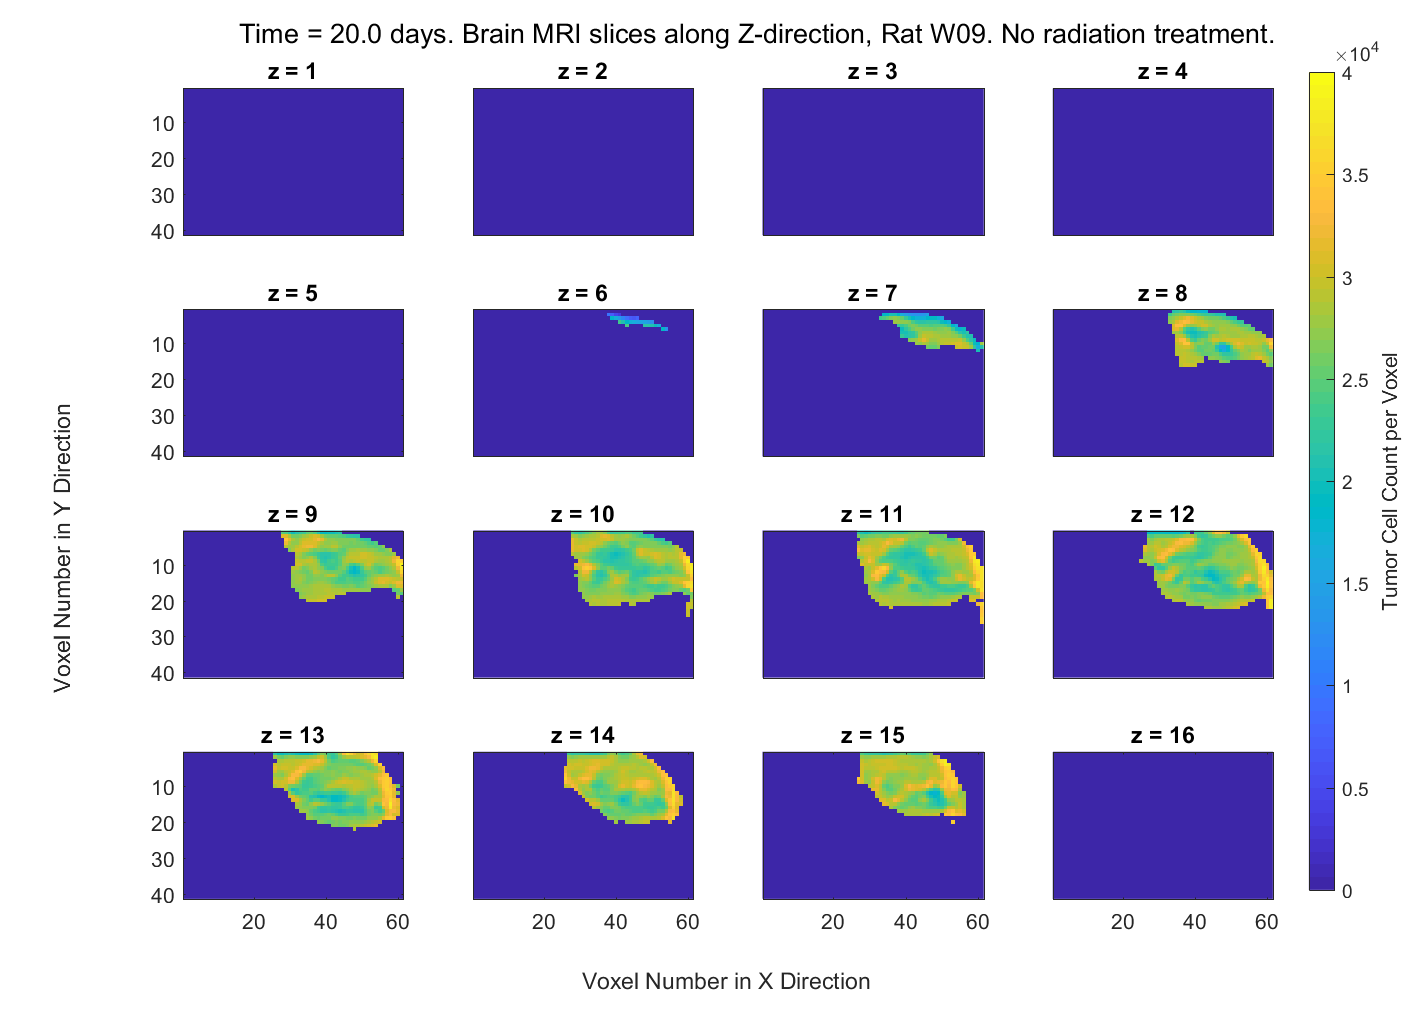 Time = 20.0 days. Brain MRI slices along Z-direction, Rat W09. No radiation treatment.
z = 1
z = 2
z = 3
z = 4
10
20
30
40
z = 5
z = 6
z = 7
z = 8
10
20
30
40
z = 9
z = 10
z = 11
z = 12
10
20
30
40
z = 13
z = 14
z = 15
z = 16
10
20
30
40
20 40 60
20 40 60
20 40 60
20 40 60
Voxel Number in X Direction
Voxel Number in Y Direction
×10⁴
4
3.5
3
2.5
2
1.5
1
0.5
0
Tumor Cell Count per Voxel